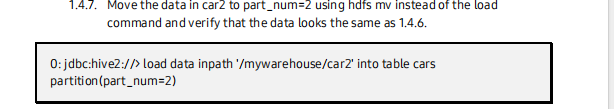 1.4.7. Move the data in car2 to part_num=2 using hdfs mv instead of the load
command and verify that the data looks the same as 1.4.6.
0: jdbc:hive2://> load data inpath '/mywarehouse/car2' into table cars
partition(part_num=2)